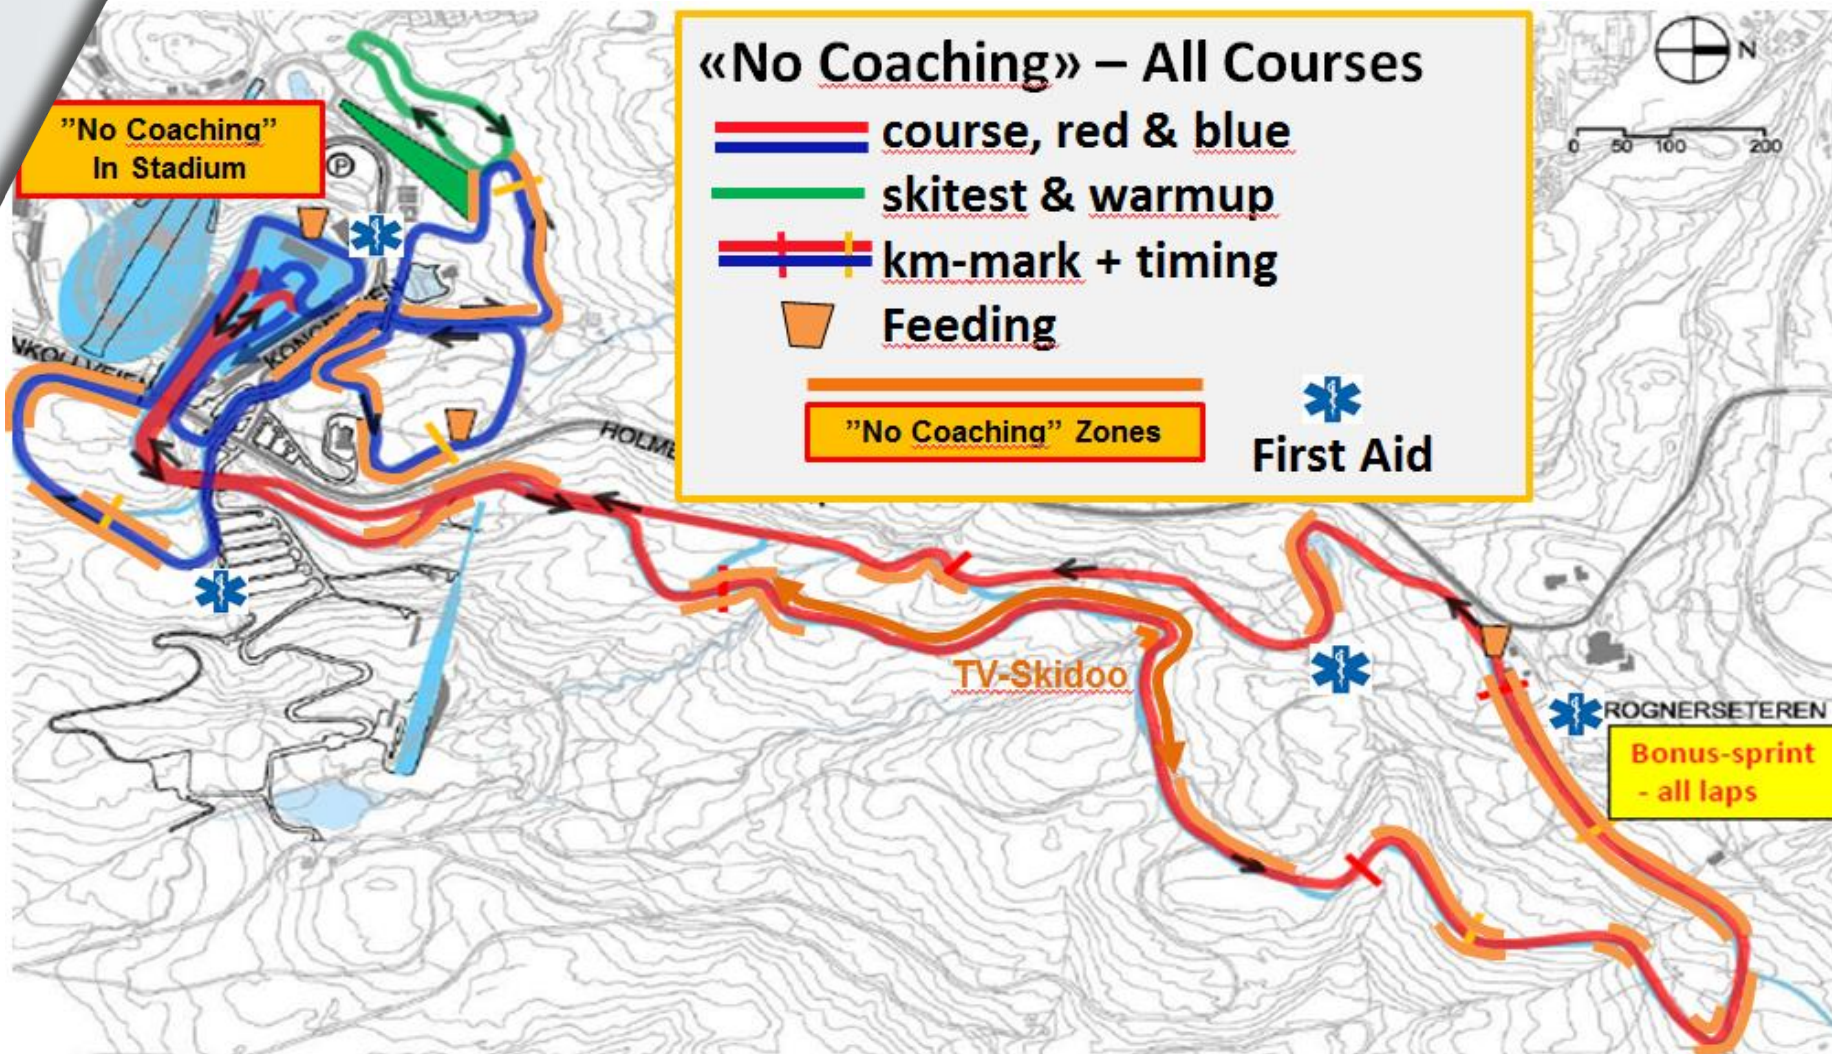 «No Coaching» – All Courses
course, red & blue
skitest & warmup
km-mark + timing
Feeding
”No Coaching” Zones
First Aid
N
0 50 100 200
”No Coaching”
In Stadium
P
NKOLLVEIEN
HOLME
TV-Skidoo
ROGNERSETEREN
Bonus-sprint
- all laps